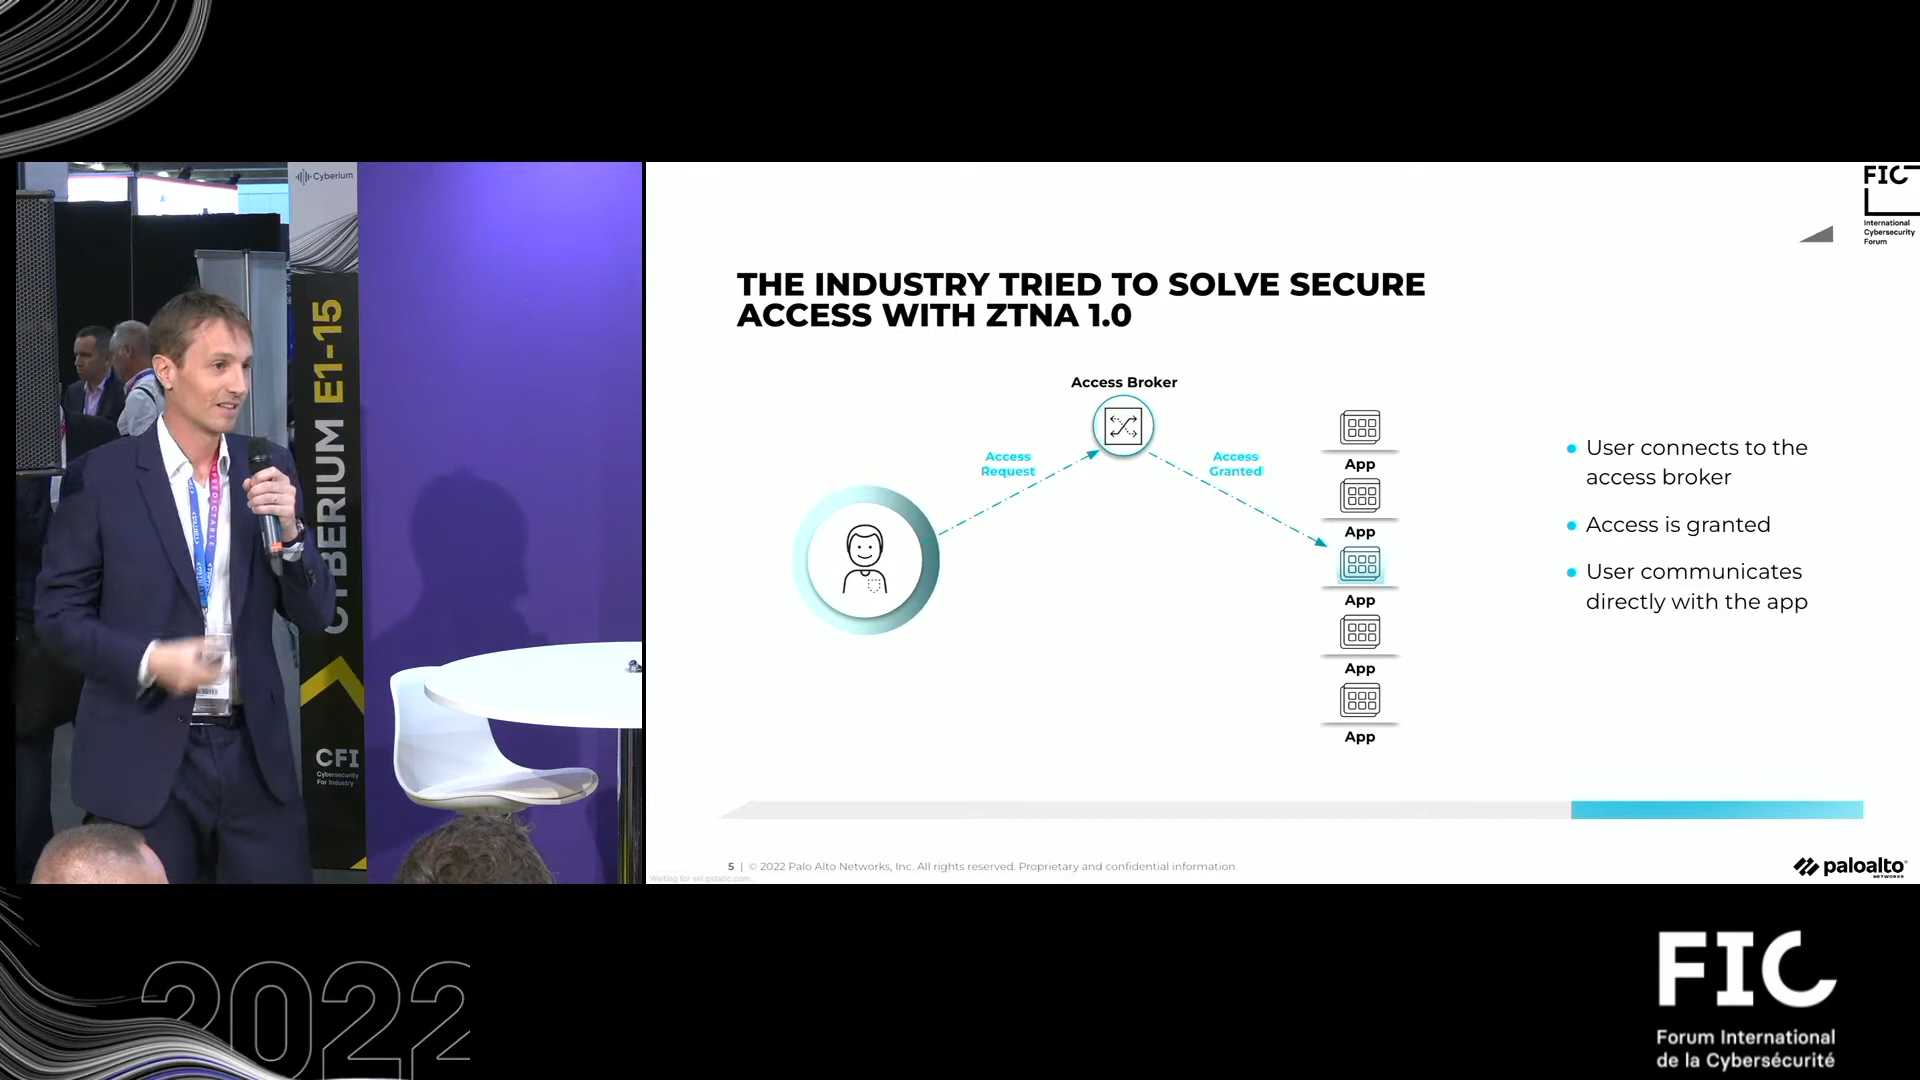 Cyberium
CYBERIUM E1-15
CFI
Cybersecurity
For Industry
FIC
International
Cybersecurity
Forum
THE INDUSTRY TRIED TO SOLVE SECURE
ACCESS WITH ZTNA 1.0
Access Broker
Access
Request
Access
Granted
App
App
App
App
App
User connects to the
access broker
Access is granted
User communicates
directly with the app
5 | © 2022 Palo Alto Networks, Inc. All rights reserved. Proprietary and confidential information.
paloalto
NETWORKS
2022
FIC
Forum International
de la Cybersécurité